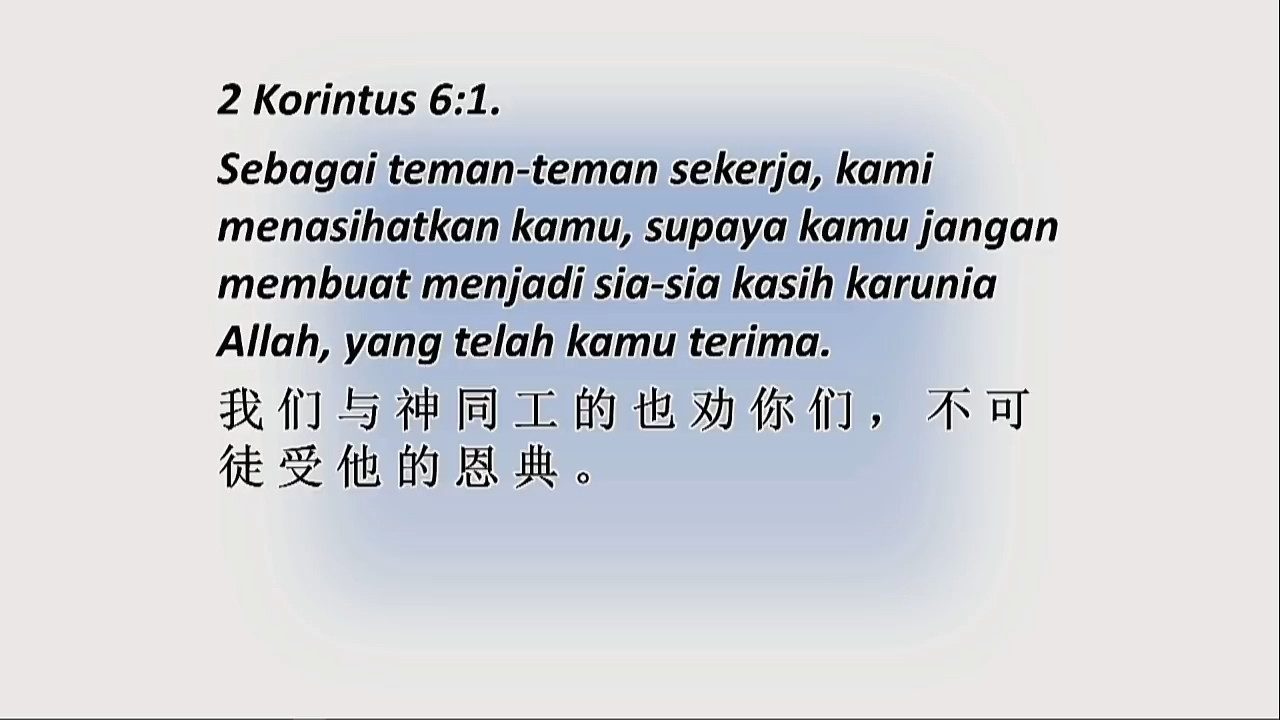 2 Korintus 6:1.
Sebagai teman-teman sekerja, kami
menasihatkan kamu, supaya kamu jangan
membuat menjadi sia-sia kasih karunia
Allah, yang telah kamu terima.
我 们 与 神 同 工 的 也 劝 你 们 ， 不 可
徒 受 他 的 恩 典 。